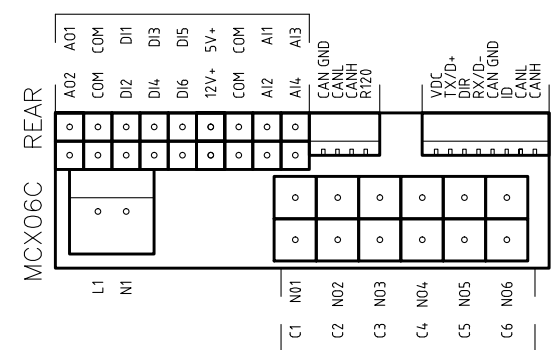 AO1 COM DI1 DI3 DI5 5V+ COM AI1 AI3
AO2 COM DI2 DI4 DI6 12V+ COM AI2 AI4
CAN GND
CANL
CANH
R120
VDC
TX/D+
DIR
RX/D-
CAN GND
ID
CANL
CANH
MCX06C REAR
L1 N1
NO1 NO2 NO3 NO4 NO5 NO6
C1 C2 C3 C4 C5 C6